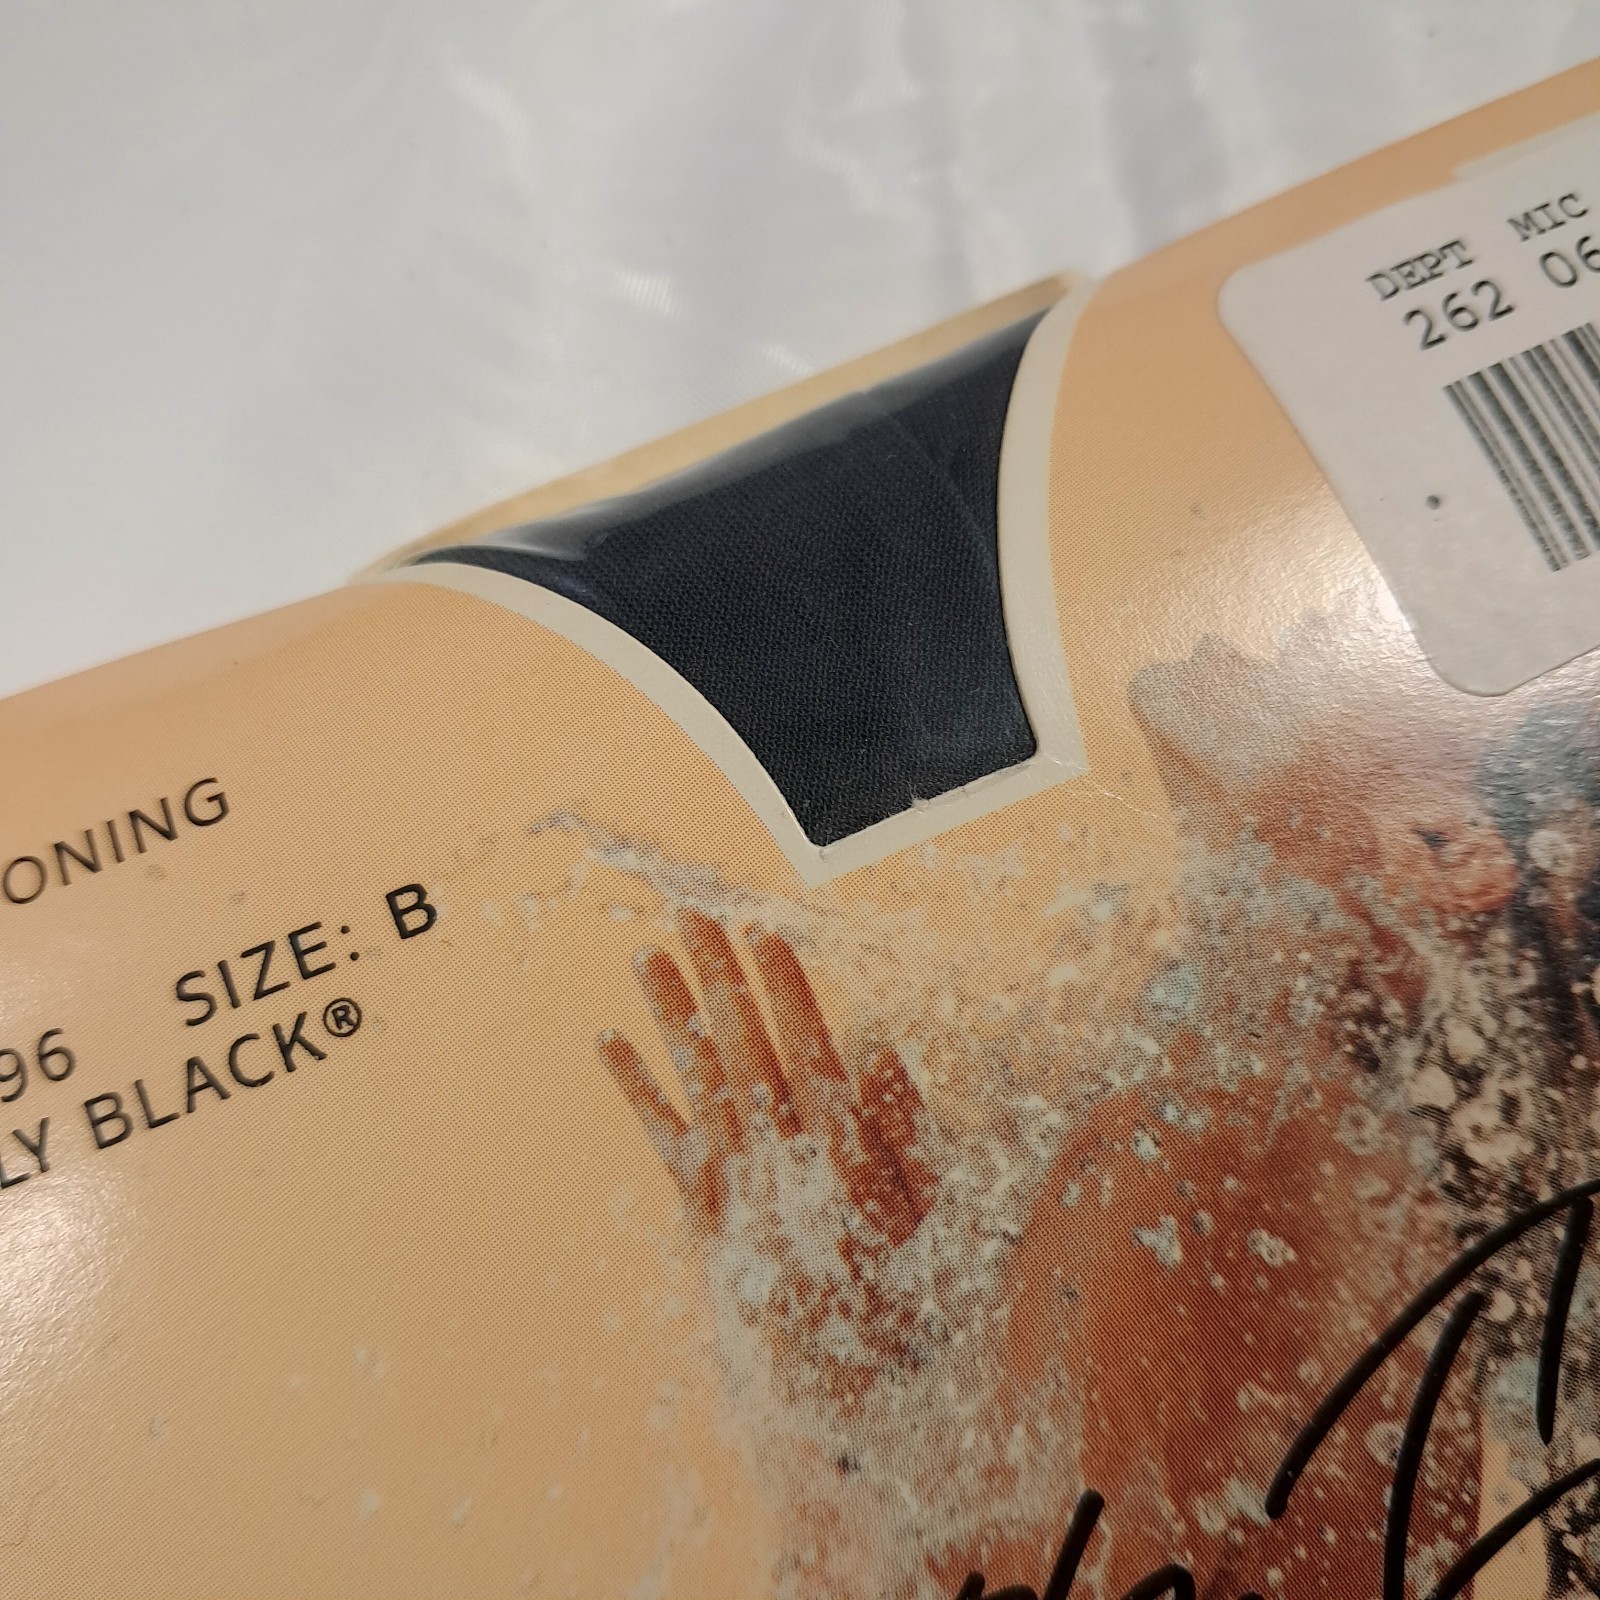 DEPT MIC
262 06
ONING
96 SIZE: B
LY BLACK®